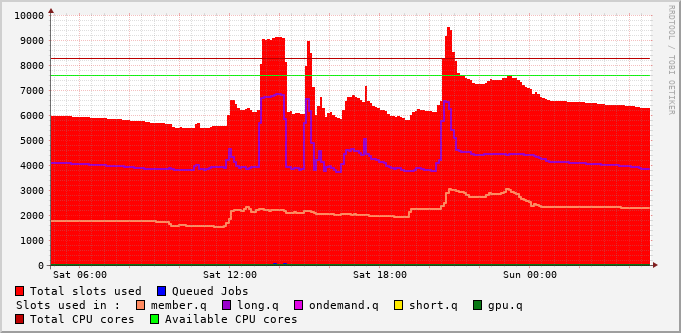 10000
9000
8000
7000
6000
5000
4000
3000
2000
1000
0
Sat 06:00 Sat 12:00 Sat 18:00 Sun 00:00
RRDTOOL / TOBI OETIKER
Total slots used Queued Jobs
Slots used in : member.q long.q ondemand.q short.q gpu.q
Total CPU cores Available CPU cores